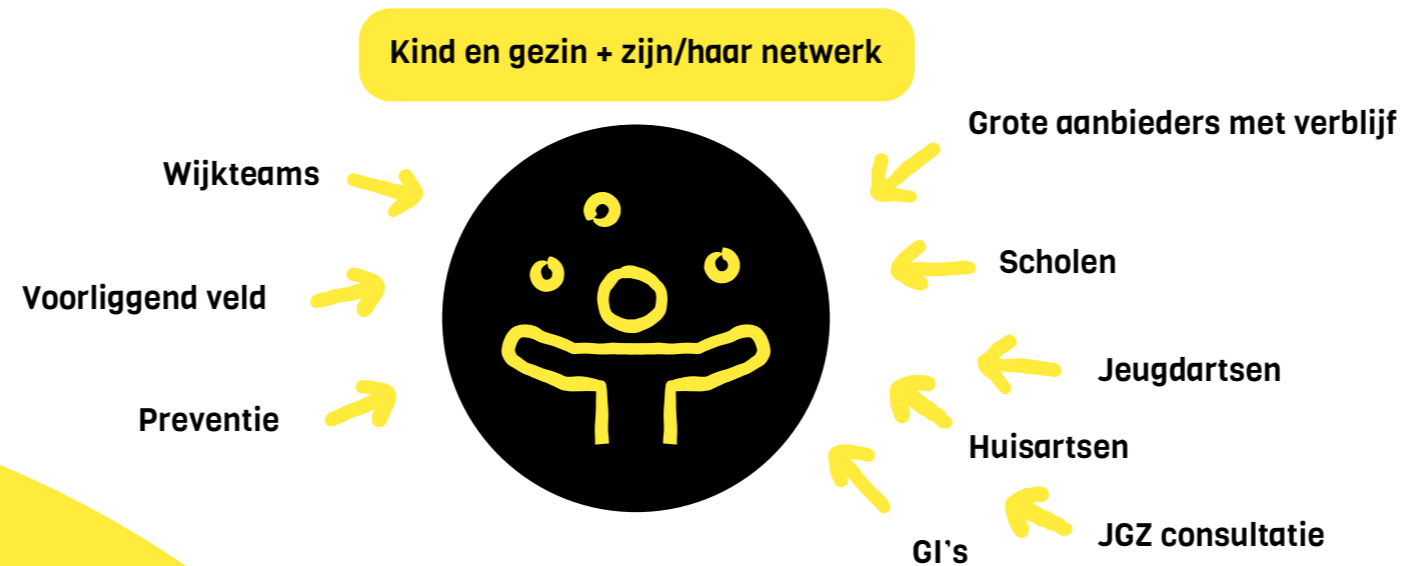 Kind en gezin + zijn/haar netwerk
Grote aanbieders met verblijf
Wijkteams
Scholen
Voorliggend veld
Jeugdartsen
Preventie
Huisartsen
JGZ consultatie
GI's